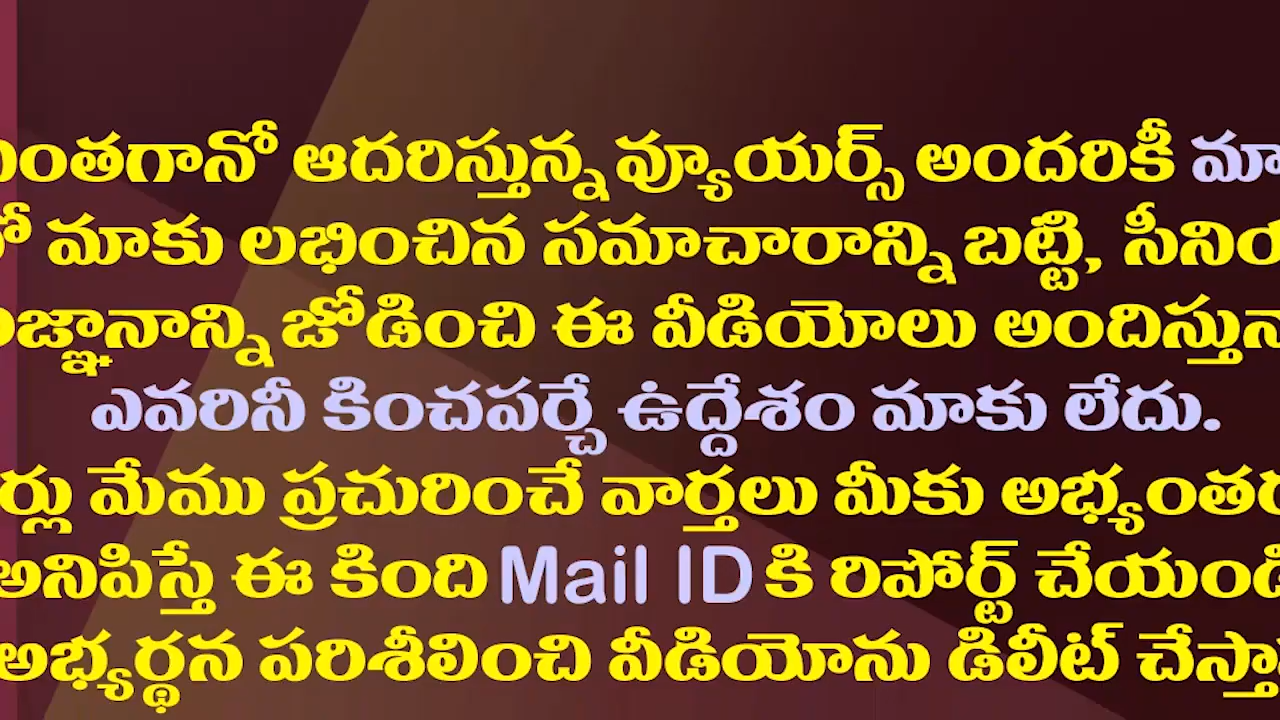 ఆదరిస్తున్న వ్యూయర్స్ అందరికీ మా
మాకు లభించిన సమాచారాన్ని బట్టి, సీనియ
జోడించి ఈ వీడియోలు అందిస్తు
ఎవరినీ కించపర్చే ఉద్దేశం మాకు లేదు.
మేము ప్రచురించే వార్తలు మీకు అభ్యంతర
అనిపిస్తే ఈ కింది Mail ID కి రిపోర్ట్ చేయండి
అభ్యర్థన పరిశీలించి వీడియోను డిలీట్ చేస్తా